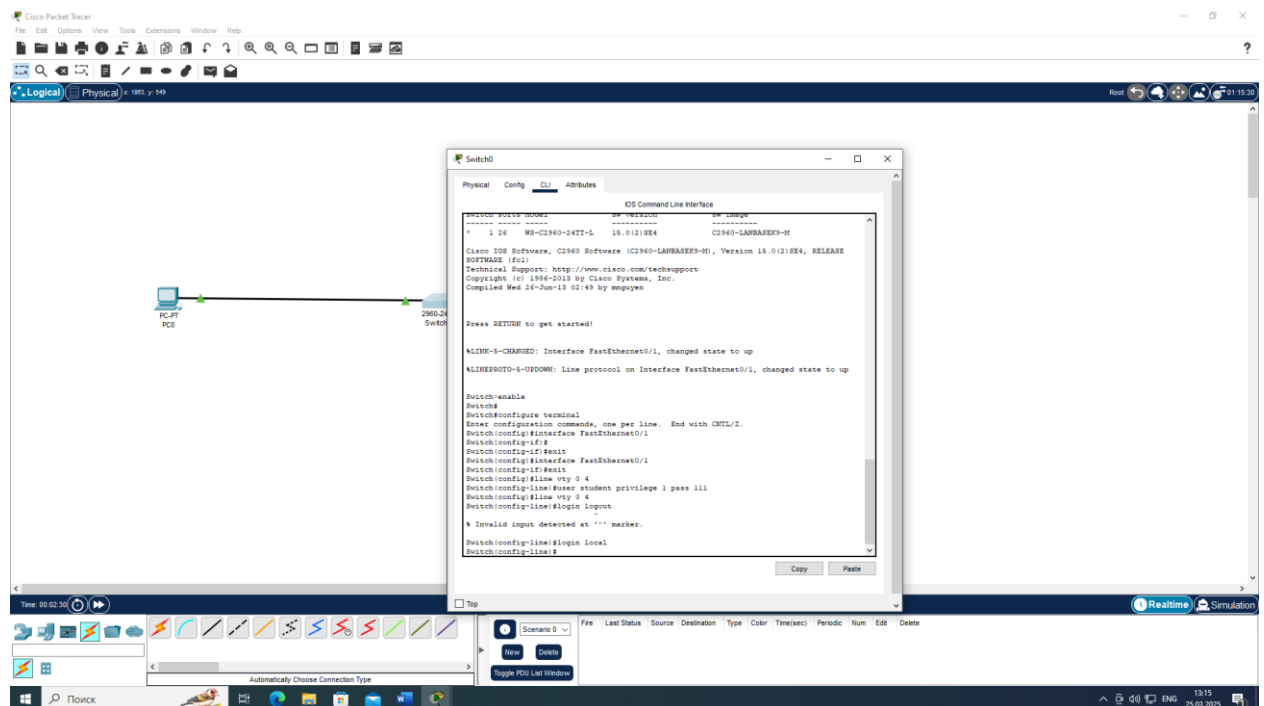 Cisco Packet Tracer
File Edit Options View Tools Extensions Window Help
?
Logical Physical x: 1063, y: 549 Root 01:15:30
Switch0
Physical Config CLI Attributes
IOS Command Line Interface
Switch Ports Model SW Version SW Image
------ ----- ----- ---------- ----------
* 1 26 WS-C2960-24TT-L 15.0(2)SE4 C2960-LANBASEK9-M
Cisco IOS Software, C2960 Software (C2960-LANBASEK9-M), Version 15.0(2)SE4, RELEASE
SOFTWARE (fc1)
Technical Support: http://www.cisco.com/techsupport
Copyright (c) 1986-2013 by Cisco Systems, Inc.
Compiled Wed 26-Jun-13 02:49 by mnguyen
Press RETURN to get started!
%LINK-5-CHANGED: Interface FastEthernet0/1, changed state to up
%LINEPROTO-5-UPDOWN: Line protocol on Interface FastEthernet0/1, changed state to up
Switch>enable
Switch#
Switch#configure terminal
Enter configuration commands, one per line. End with CNTL/Z.
Switch(config)#interface FastEthernet0/1
Switch(config-if)#
Switch(config-if)#exit
Switch(config)#interface FastEthernet0/1
Switch(config-if)#exit
Switch(config)#line vty 0 4
Switch(config-line)#user student privilege 1 pass 111
Switch(config)#line vty 0 4
Switch(config-line)#login logout
^
% Invalid input detected at '^' marker.
Switch(config-line)#login local
Switch(config-line)#
Copy Paste
Top
PC-PT
PC0
2960-24
Switch
Time: 00:02:30 Realtime Simulation
Scenario 0
New Delete
Toggle PDU List Window
Fire Last Status Source Destination Type Color Time(sec) Periodic Num Edit Delete
Automatically Choose Connection Type
Поиск
ENG 13:15
25.03.2025